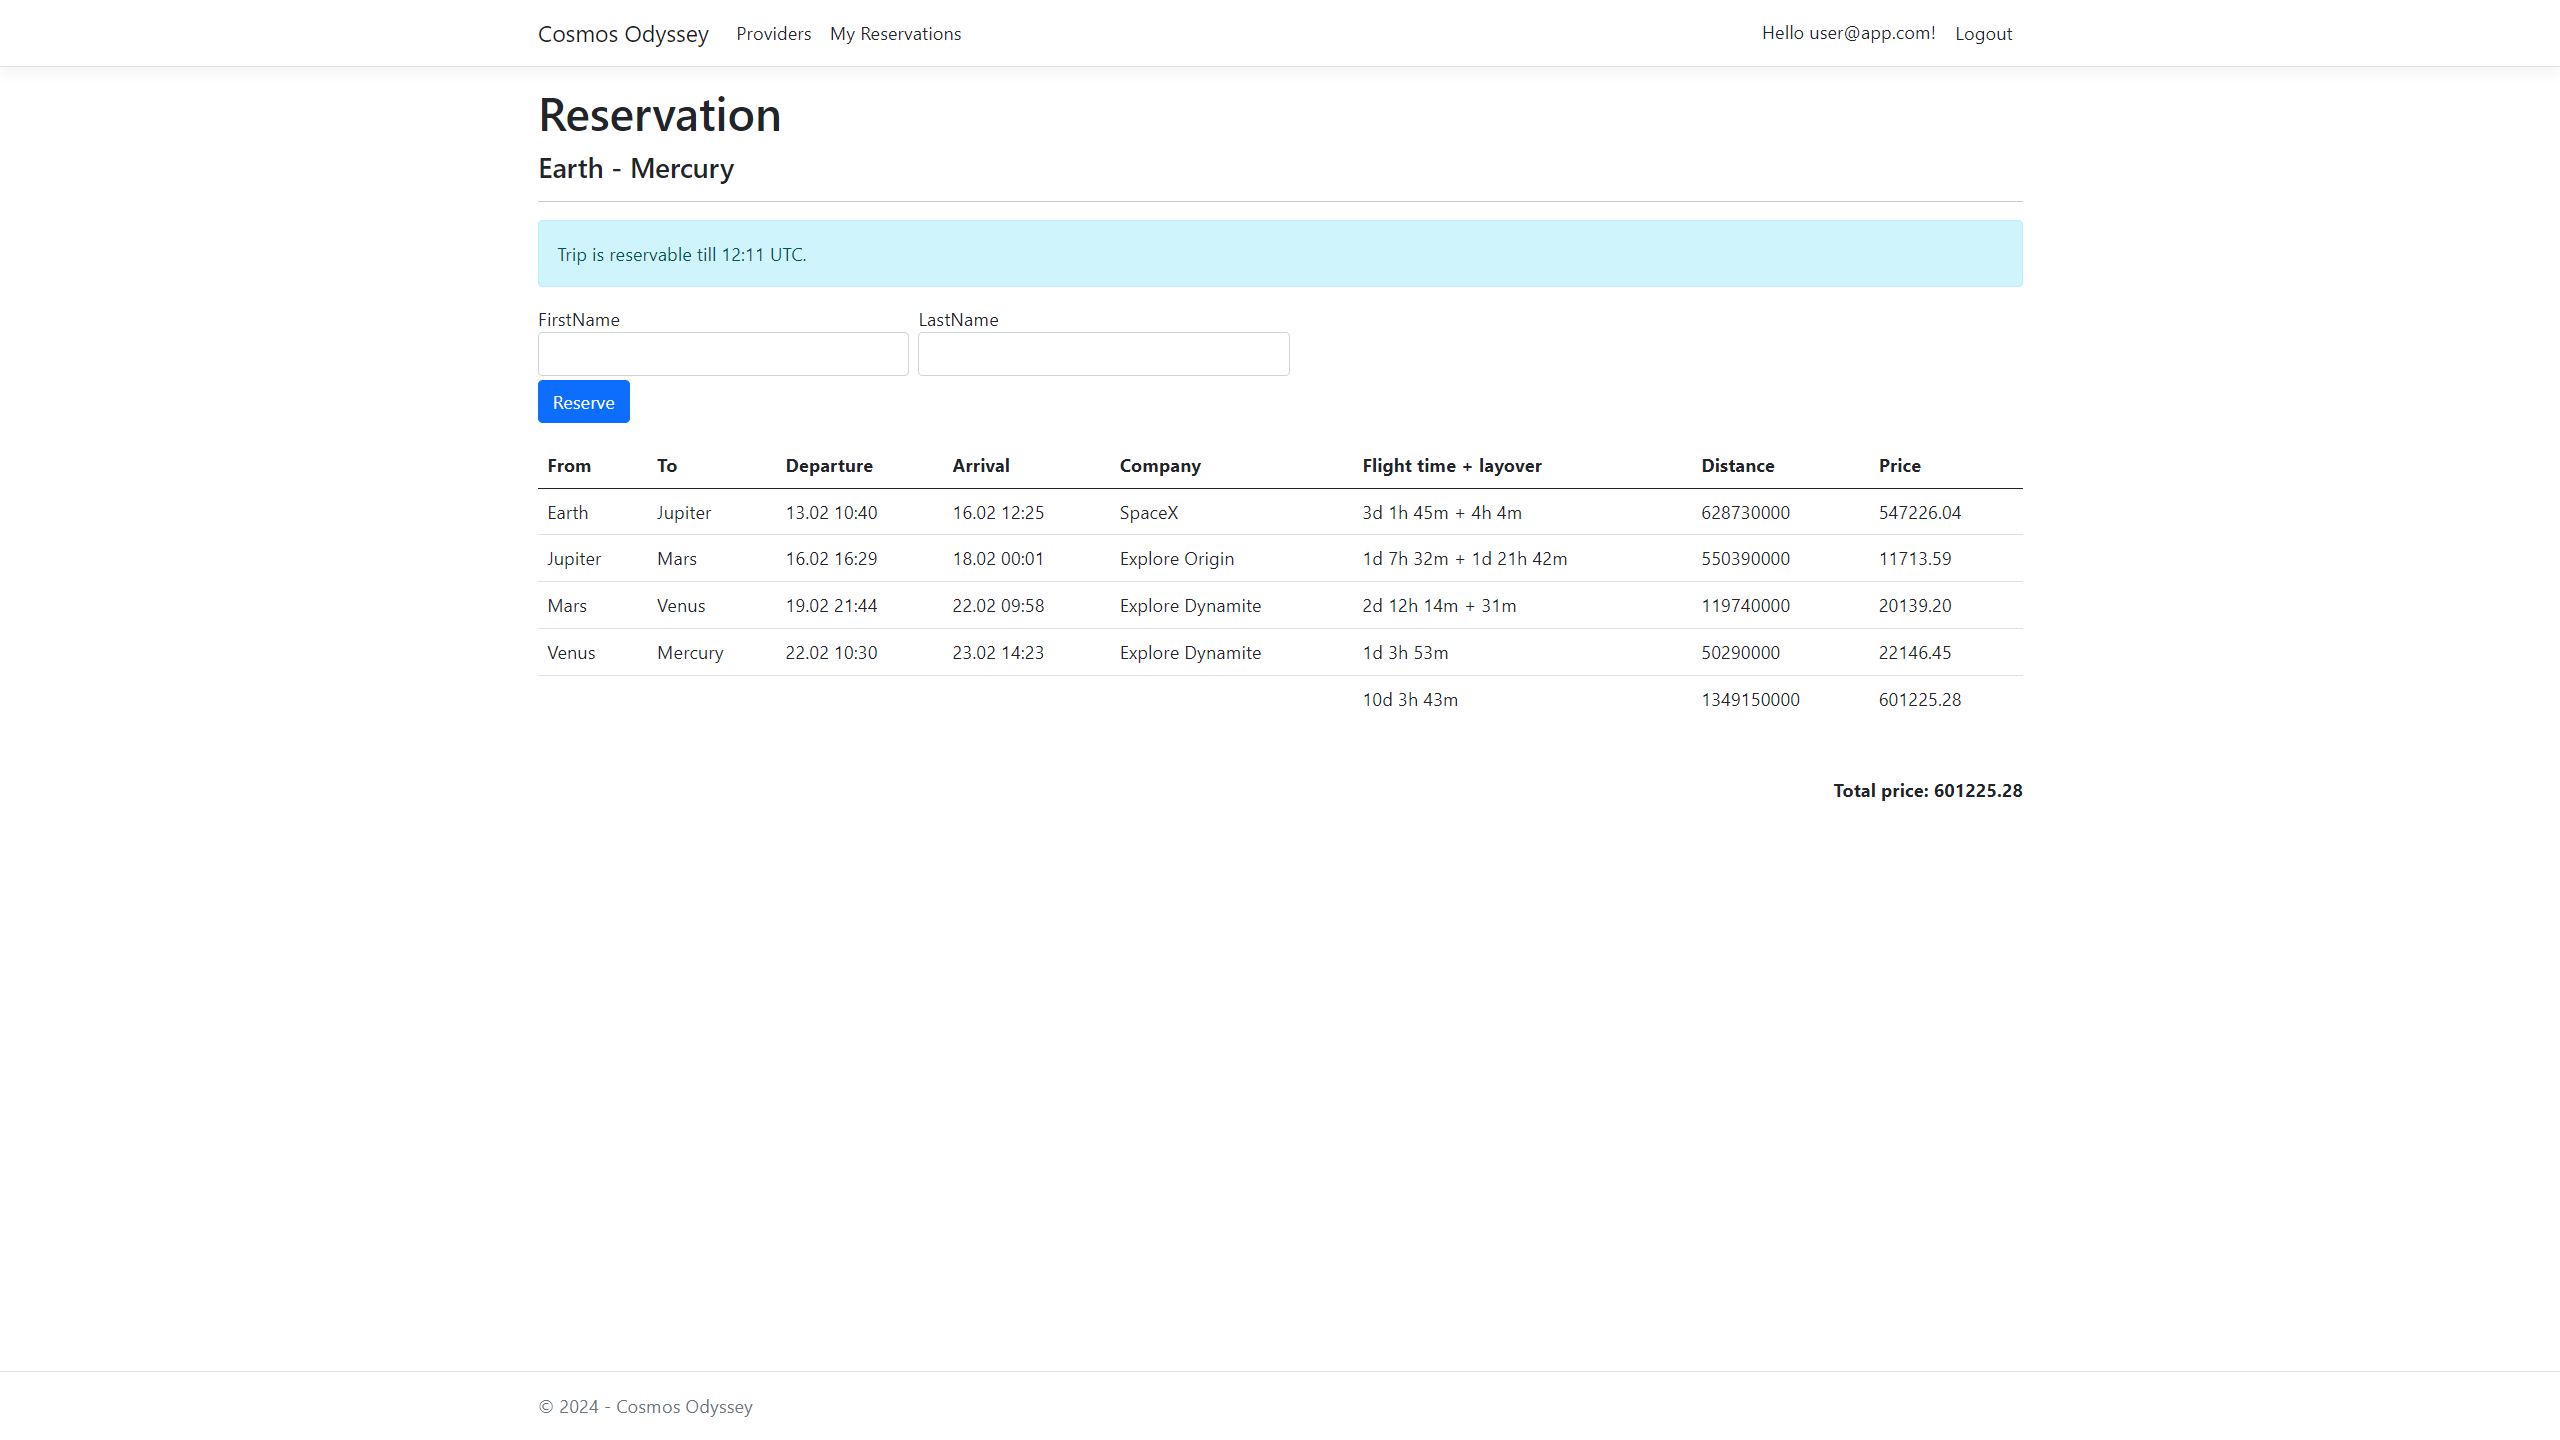 Cosmos Odyssey Providers My Reservations Hello user@app.com! Logout
Reservation
Earth - Mercury
Trip is reservable till 12:11 UTC.
FirstName LastName
Reserve
From To Departure Arrival Company Flight time + layover Distance Price
Earth Jupiter 13.02 10:40 16.02 12:25 SpaceX 3d 1h 45m + 4h 4m 628730000 547226.04
Jupiter Mars 16.02 16:29 18.02 00:01 Explore Origin 1d 7h 32m + 1d 21h 42m 550390000 11713.59
Mars Venus 19.02 21:44 22.02 09:58 Explore Dynamite 2d 12h 14m + 31m 119740000 20139.20
Venus Mercury 22.02 10:30 23.02 14:23 Explore Dynamite 1d 3h 53m 50290000 22146.45
10d 3h 43m 1349150000 601225.28
Total price: 601225.28
© 2024 - Cosmos Odyssey